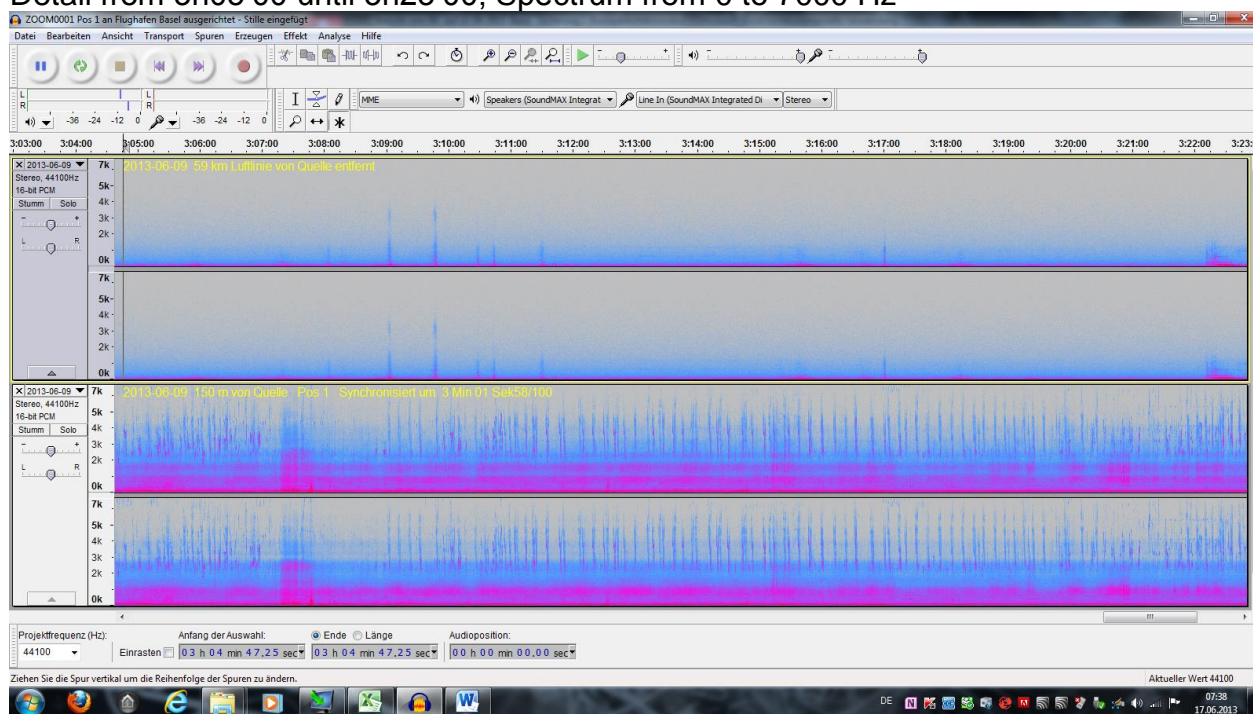 Detail from 3h03'00 until 3h23'00, Spectrum from 0 to 7000 Hz
ZOOM0001 Pos 1 an Flughafen Basel ausgerichtet - Stille eingefügt
Datei Bearbeiten Ansicht Transport Spuren Erzeugen Effekt Analyse Hilfe
L R
-36 -24 -12 0
L R
-36 -24 -12 0
MME
Speakers (SoundMAX Integrat
Line In (SoundMAX Integrated Di
Stereo
3:03:00 3:04:00 3:05:00 3:06:00 3:07:00 3:08:00 3:09:00 3:10:00 3:11:00 3:12:00 3:13:00 3:14:00 3:15:00 3:16:00 3:17:00 3:18:00 3:19:00 3:20:00 3:21:00 3:22:00 3:23:
2013-06-09
Stereo, 44100Hz
16-bit PCM
Stumm Solo
- +
L R
2013-06-09 59 km Luftlinie von Quelle entfernt
7k
5k
4k
3k
2k
0k
7k
5k
4k
3k
2k
0k
2013-06-09
Stereo, 44100Hz
16-bit PCM
Stumm Solo
- +
L R
2013-06-09 150 m von Quelle Pos 1 Synchronisiert um 3 Min 01 Sek58/100
7k
5k
4k
3k
2k
0k
7k
5k
4k
3k
2k
0k
Projektfrequenz (Hz): Anfang der Auswahl: Ende Länge Audioposition:
44100 Einrasten 03 h 04 min 47,25 sec 03 h 04 min 47,25 sec 00 h 00 min 00,00 sec
Ziehen Sie die Spur vertikal um die Reihenfolge der Spuren zu ändern. Aktueller Wert 44100
DE
07:38
17.06.2013